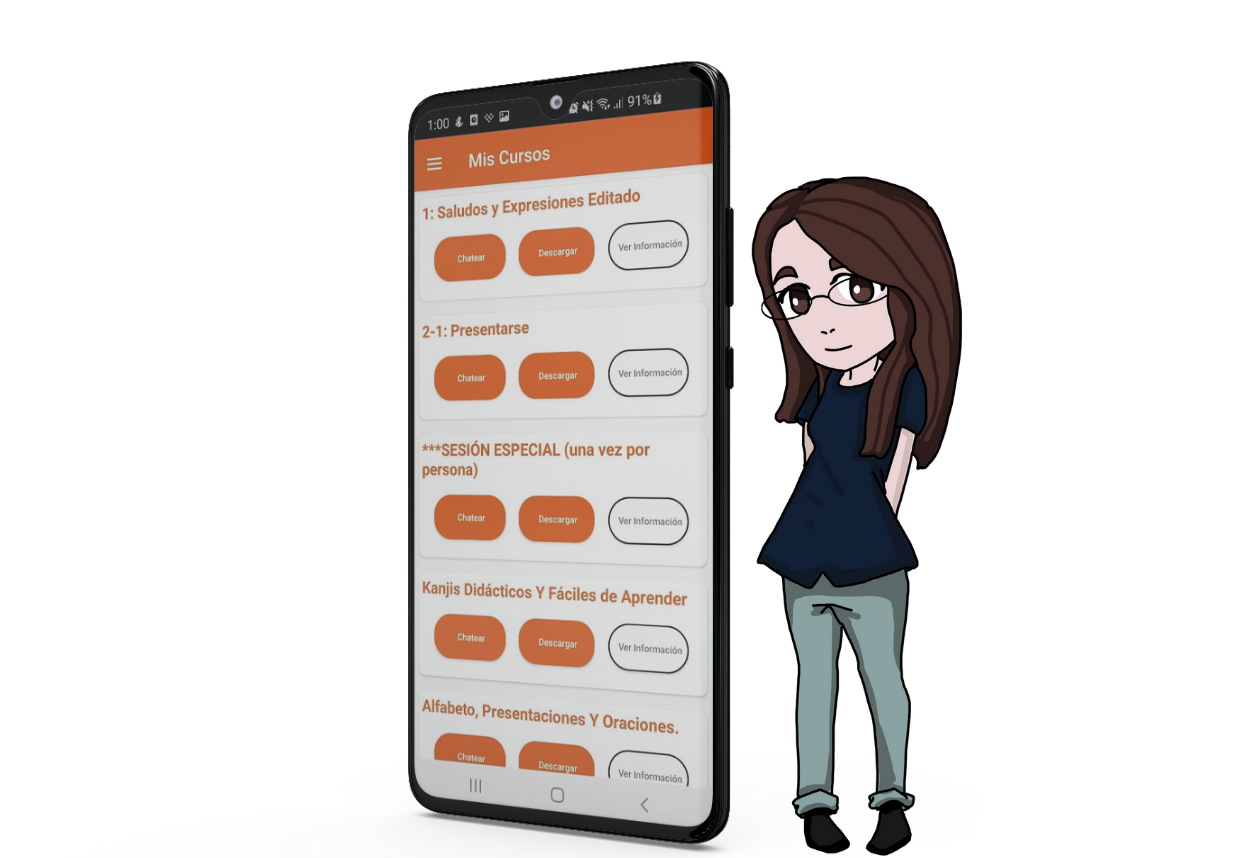 1:00 91%
Mis Cursos
1: Saludos y Expresiones Editado
Chatear Descargar Ver Información
2-1: Presentarse
Chatear Descargar Ver Información
***SESIÓN ESPECIAL (una vez por
persona)
Chatear Descargar Ver Información
Kanjis Didácticos Y Fáciles de Aprender
Chatear Descargar Ver Información
Alfabeto, Presentaciones Y Oraciones.
Chatear Descargar Ver Información